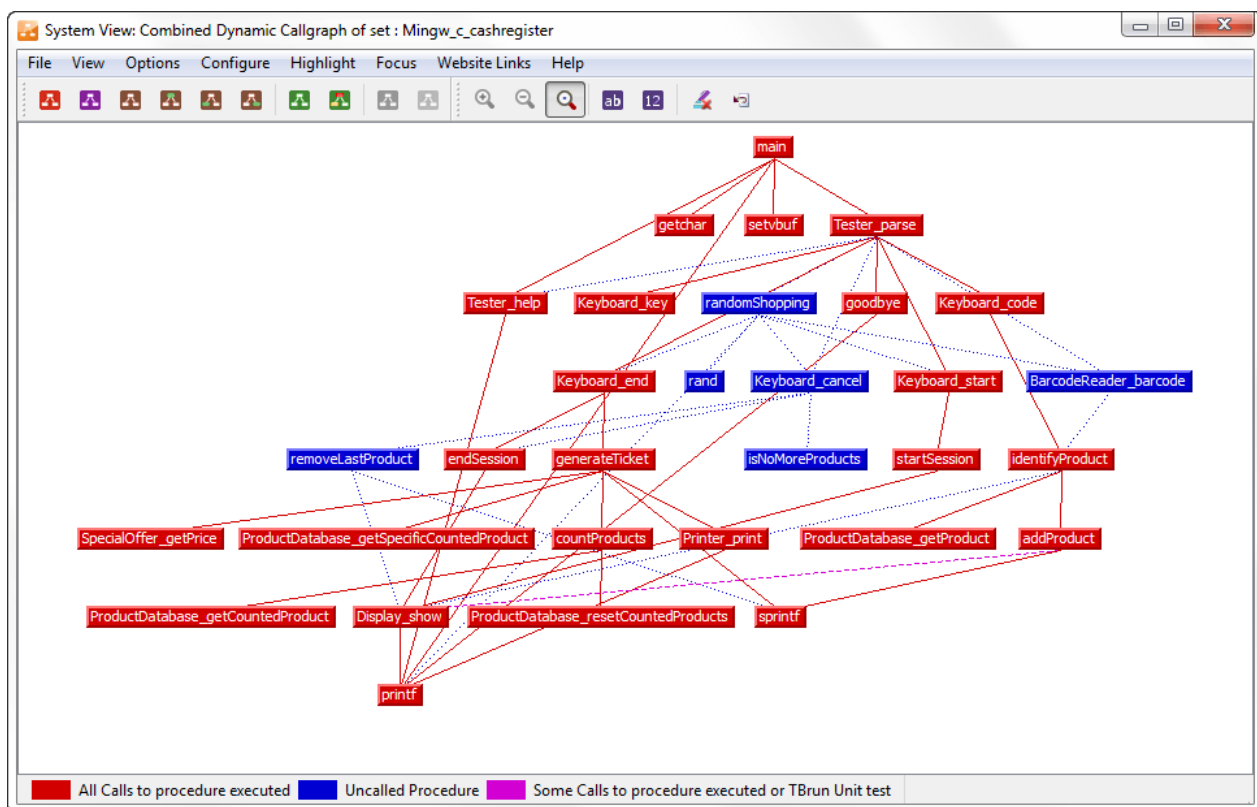 System View: Combined Dynamic Callgraph of set : Mingw_c_cashregister
File View Options Configure Highlight Focus Website Links Help
ab 12
main
getchar setvbuf Tester_parse
Tester_help Keyboard_key randomShopping goodbye Keyboard_code
Keyboard_end rand Keyboard_cancel Keyboard_start BarcodeReader_barcode
removeLastProduct endSession generateTicket isNoMoreProducts startSession identifyProduct
SpecialOffer_getPrice ProductDatabase_getSpecificCountedProduct countProducts Printer_print ProductDatabase_getProduct addProduct
ProductDatabase_getCountedProduct Display_show ProductDatabase_resetCountedProducts sprintf
printf
All Calls to procedure executed Uncalled Procedure Some Calls to procedure executed or TBrun Unit test